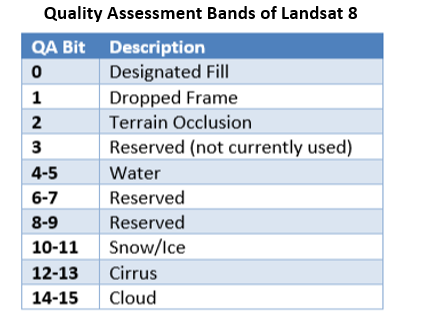 Quality Assessment Bands of Landsat 8
QA Bit Description
0 Designated Fill
1 Dropped Frame
2 Terrain Occlusion
3 Reserved (not currently used)
4-5 Water
6-7 Reserved
8-9 Reserved
10-11 Snow/Ice
12-13 Cirrus
14-15 Cloud